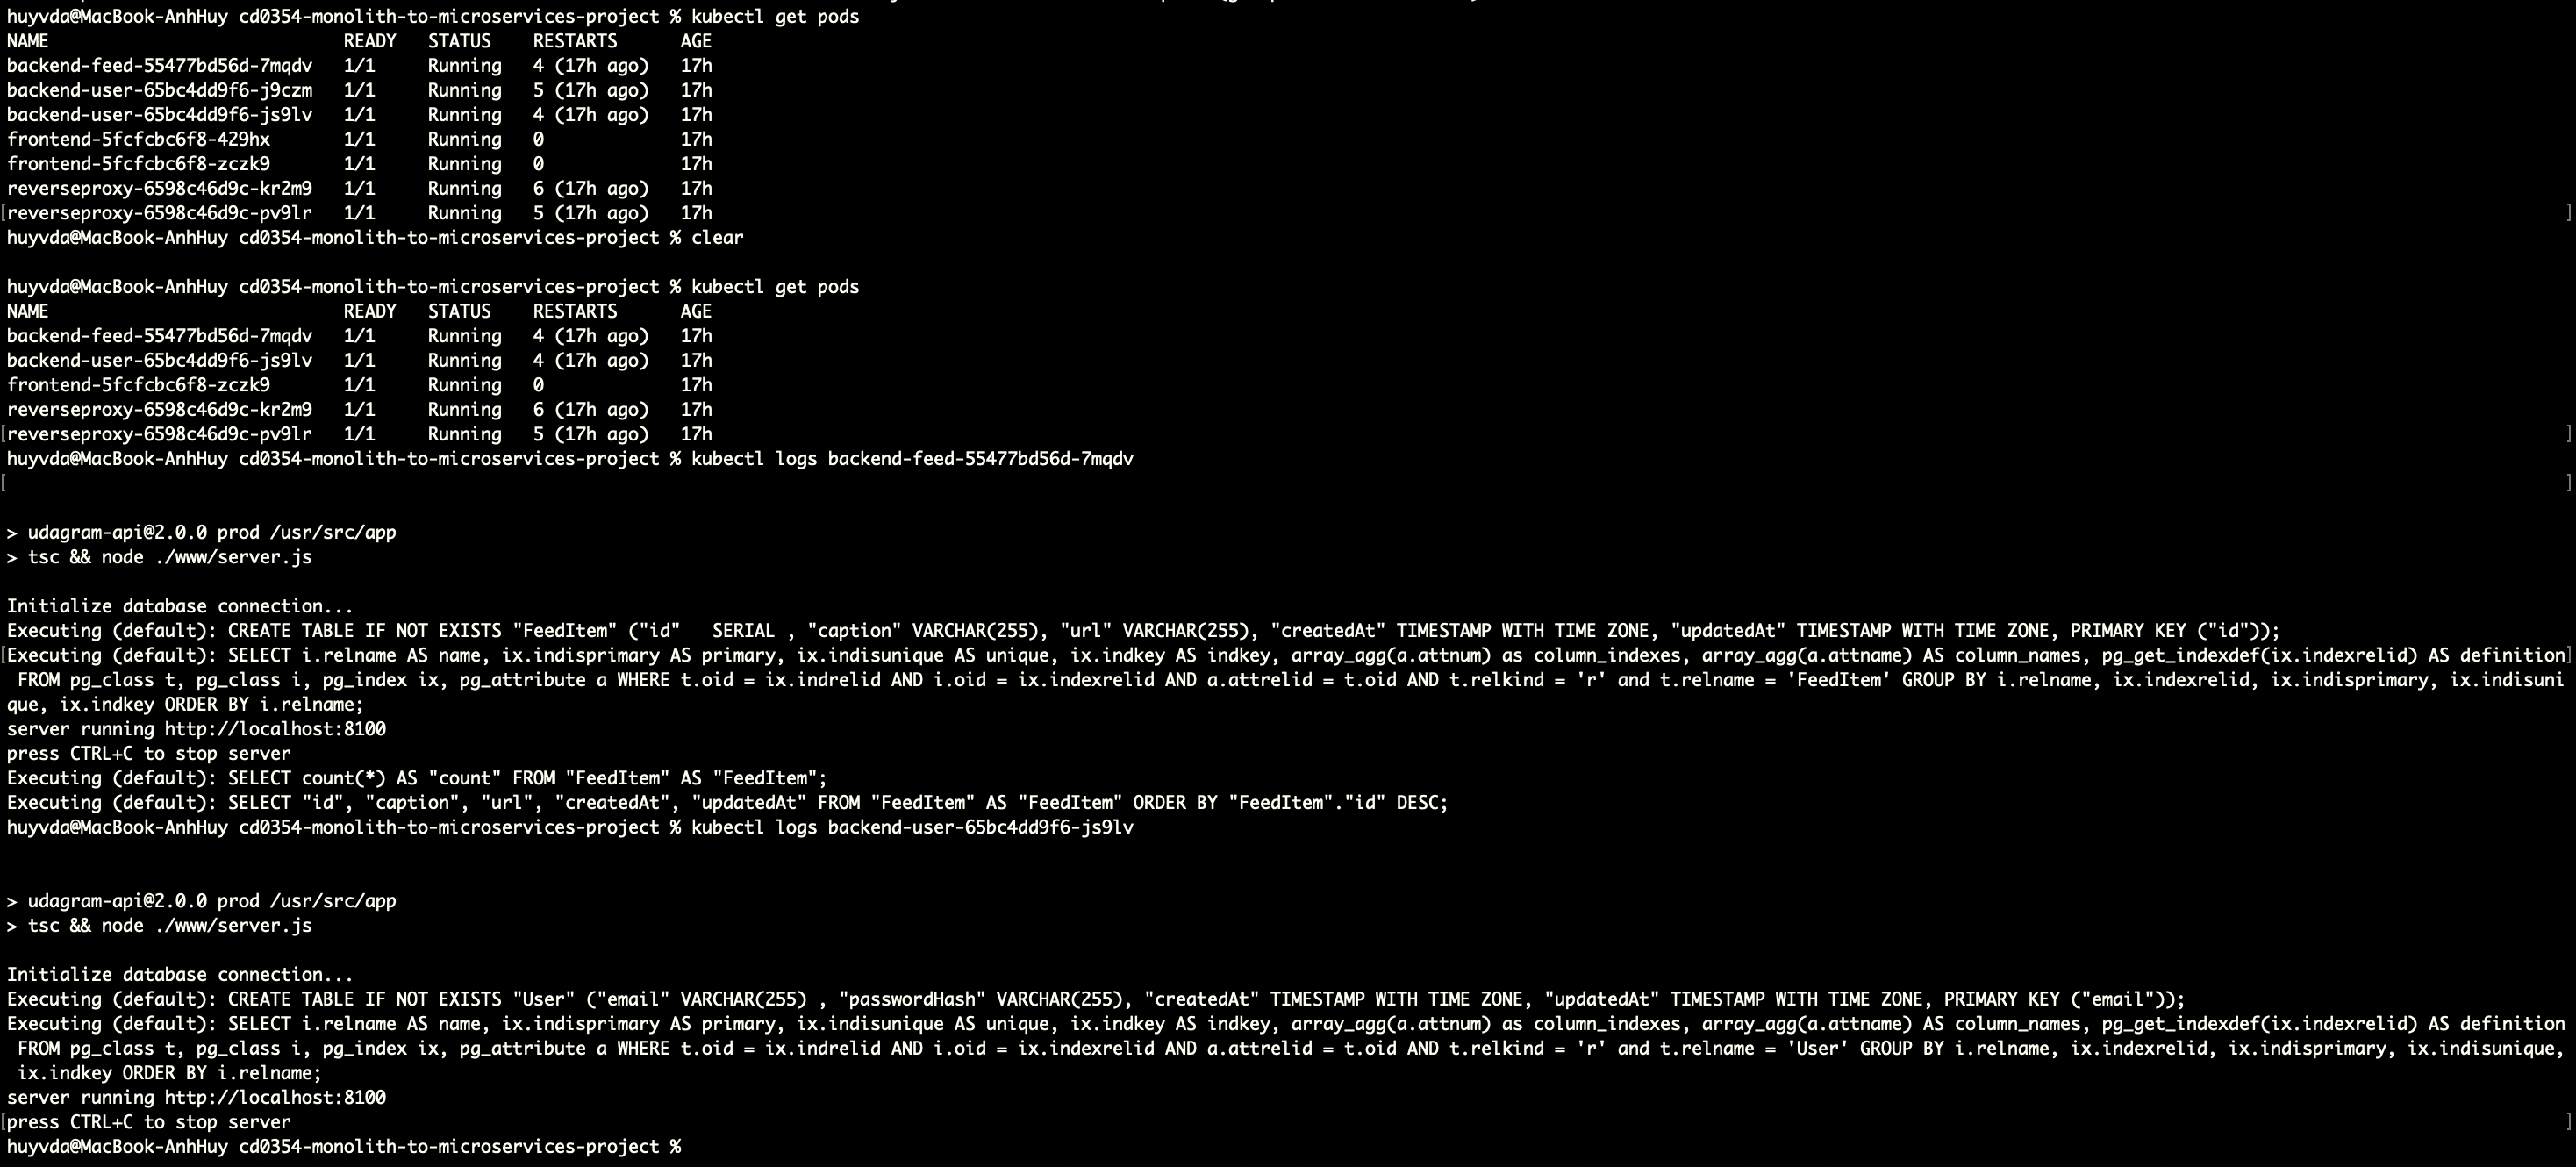 huyvda@MacBook-AnhHuy cd0354-monolith-to-microservices-project % kubectl get pods
NAME READY STATUS RESTARTS AGE
backend-feed-55477bd56d-7mqdv 1/1 Running 4 (17h ago) 17h
backend-user-65bc4dd9f6-j9czm 1/1 Running 5 (17h ago) 17h
backend-user-65bc4dd9f6-js9lv 1/1 Running 4 (17h ago) 17h
frontend-5fcfcbc6f8-429hx 1/1 Running 0 17h
frontend-5fcfcbc6f8-zczk9 1/1 Running 0 17h
reverseproxy-6598c46d9c-kr2m9 1/1 Running 6 (17h ago) 17h
[reverseproxy-6598c46d9c-pv9lr 1/1 Running 5 (17h ago) 17h ]
huyvda@MacBook-AnhHuy cd0354-monolith-to-microservices-project % clear
huyvda@MacBook-AnhHuy cd0354-monolith-to-microservices-project % kubectl get pods
NAME READY STATUS RESTARTS AGE
backend-feed-55477bd56d-7mqdv 1/1 Running 4 (17h ago) 17h
backend-user-65bc4dd9f6-js9lv 1/1 Running 4 (17h ago) 17h
frontend-5fcfcbc6f8-zczk9 1/1 Running 0 17h
reverseproxy-6598c46d9c-kr2m9 1/1 Running 6 (17h ago) 17h
[reverseproxy-6598c46d9c-pv9lr 1/1 Running 5 (17h ago) 17h ]
huyvda@MacBook-AnhHuy cd0354-monolith-to-microservices-project % kubectl logs backend-feed-55477bd56d-7mqdv
[ ]
> udagram-api@2.0.0 prod /usr/src/app
> tsc && node ./www/server.js
Initialize database connection...
Executing (default): CREATE TABLE IF NOT EXISTS "FeedItem" ("id"   SERIAL , "caption" VARCHAR(255), "url" VARCHAR(255), "createdAt" TIMESTAMP WITH TIME ZONE, "updatedAt" TIMESTAMP WITH TIME ZONE, PRIMARY KEY ("id"));
[Executing (default): SELECT i.relname AS name, ix.indisprimary AS primary, ix.indisunique AS unique, ix.indkey AS indkey, array_agg(a.attnum) as column_indexes, array_agg(a.attname) AS column_names, pg_get_indexdef(ix.indexrelid) AS definition]
FROM pg_class t, pg_class i, pg_index ix, pg_attribute a WHERE t.oid = ix.indrelid AND i.oid = ix.indexrelid AND a.attrelid = t.oid AND t.relkind = 'r' and t.relname = 'FeedItem' GROUP BY i.relname, ix.indexrelid, ix.indisprimary, ix.indisuni
que, ix.indkey ORDER BY i.relname;
server running http://localhost:8100
press CTRL+C to stop server
Executing (default): SELECT count(*) AS "count" FROM "FeedItem" AS "FeedItem";
Executing (default): SELECT "id", "caption", "url", "createdAt", "updatedAt" FROM "FeedItem" AS "FeedItem" ORDER BY "FeedItem"."id" DESC;
huyvda@MacBook-AnhHuy cd0354-monolith-to-microservices-project % kubectl logs backend-user-65bc4dd9f6-js9lv
> udagram-api@2.0.0 prod /usr/src/app
> tsc && node ./www/server.js
Initialize database connection...
Executing (default): CREATE TABLE IF NOT EXISTS "User" ("email" VARCHAR(255) , "passwordHash" VARCHAR(255), "createdAt" TIMESTAMP WITH TIME ZONE, "updatedAt" TIMESTAMP WITH TIME ZONE, PRIMARY KEY ("email"));
Executing (default): SELECT i.relname AS name, ix.indisprimary AS primary, ix.indisunique AS unique, ix.indkey AS indkey, array_agg(a.attnum) as column_indexes, array_agg(a.attname) AS column_names, pg_get_indexdef(ix.indexrelid) AS definition
FROM pg_class t, pg_class i, pg_index ix, pg_attribute a WHERE t.oid = ix.indrelid AND i.oid = ix.indexrelid AND a.attrelid = t.oid AND t.relkind = 'r' and t.relname = 'User' GROUP BY i.relname, ix.indexrelid, ix.indisprimary, ix.indisunique,
ix.indkey ORDER BY i.relname;
server running http://localhost:8100
[press CTRL+C to stop server ]
huyvda@MacBook-AnhHuy cd0354-monolith-to-microservices-project %